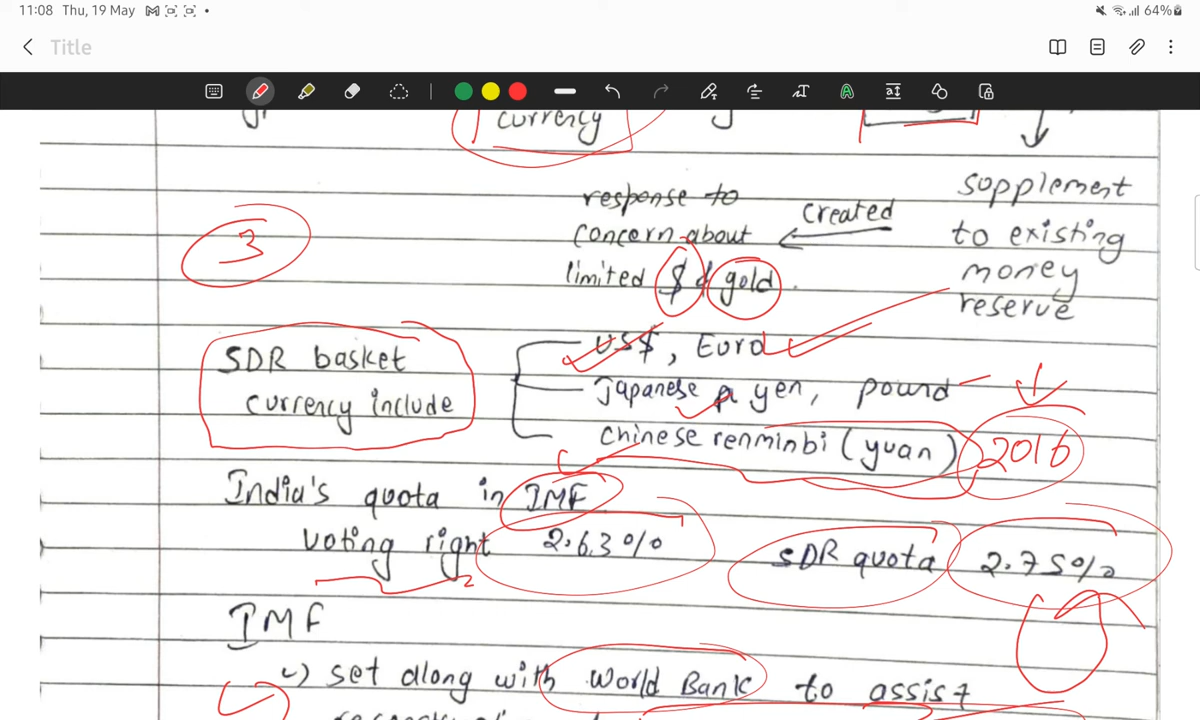 11:08 Thu, 19 May
64%
Title
currency
supplement
to existing
money
reserve
created
response to
concern about
limited $ & gold.
3
SDR basket
currency include
US$, Euro
Japanese yen, pound
chinese renminbi (yuan) 2016
India's quota in IMF
voting right 2.63% SDR quota 2.75%
IMF
set along with World Bank to assist